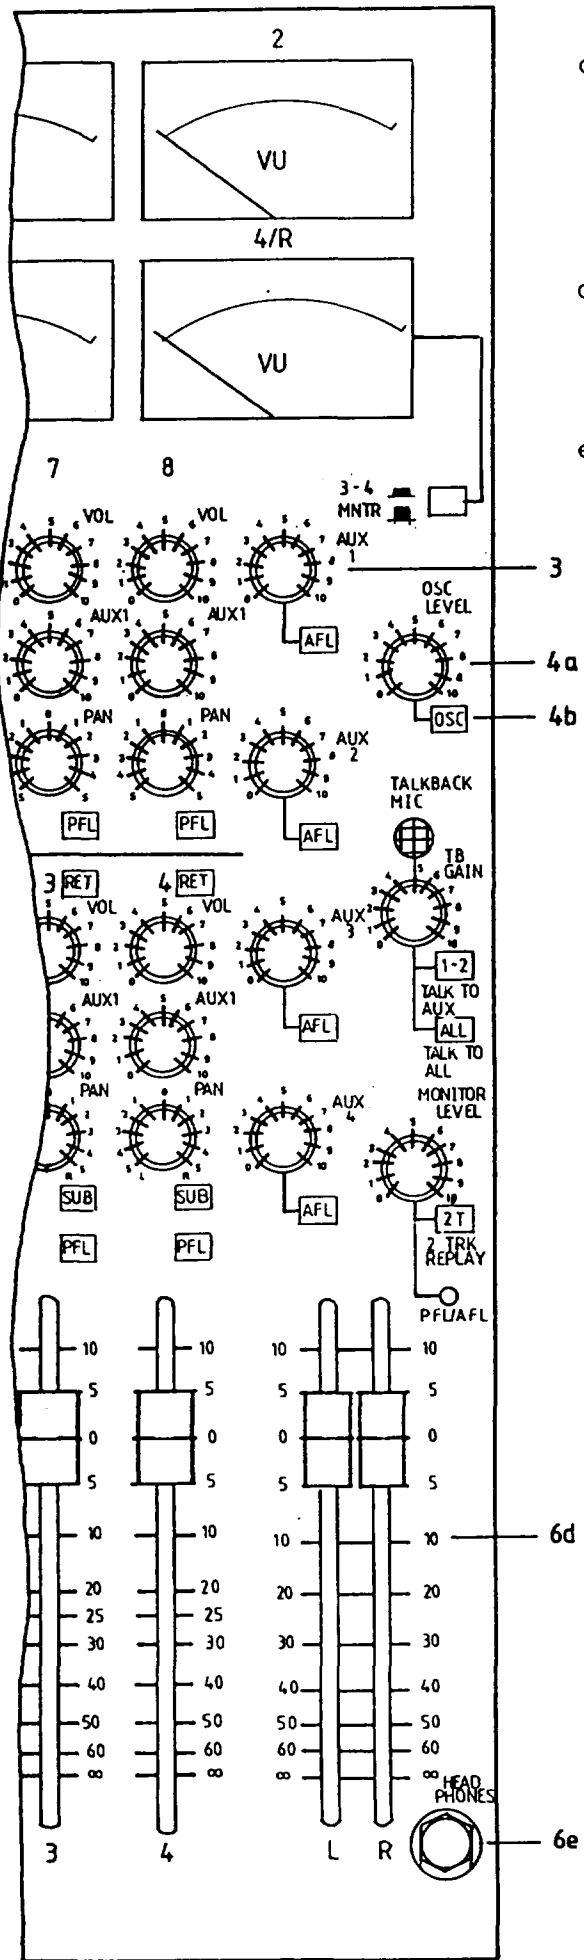 2
VU
4/R
VU
7 8
3-4
MNTR
VOL VOL AUX
1
3
OSC
LEVEL
AUX1 AUX1 AFL
4a
OSC 4b
PAN PAN AUX
2
TALKBACK
MIC
PFL PFL AFL
TB
GAIN
3 RET 4 RET
VOL VOL AUX
3
1-2
TALK TO
AUX
AUX1 AUX1 AFL
ALL
TALK TO
ALL
PAN PAN AUX
4
MONITOR
LEVEL
SUB SUB AFL
2T
2 TRK
REPLAY
PFL PFL
PFL/AFL
10 10 10 10
5 5 5 5
0 0 0 0
5 5 5 5
10 10 10 10 6d
20 20 20 20
25 25
30 30 30 30
40 40 40 40
50 50 50 50
60 60 60 60
∞ ∞ ∞ ∞
HEAD
PHONES
3 4 L R 6e